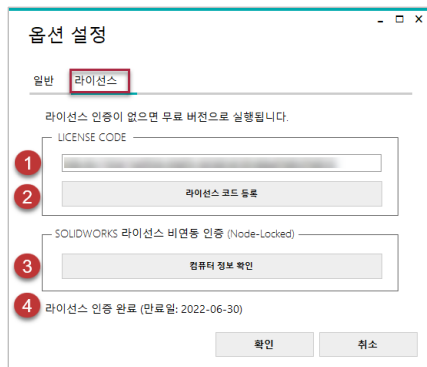 옵션 설정
일반 라이선스
라이선스 인증이 없으면 무료 버전으로 실행됩니다.
LICENSE CODE
1
2 라이선스 코드 등록
SOLIDWORKS 라이선스 비연동 인증 (Node-Locked)
3 컴퓨터 정보 확인
4 라이선스 인증 완료 (만료일: 2022-06-30)
확인 취소